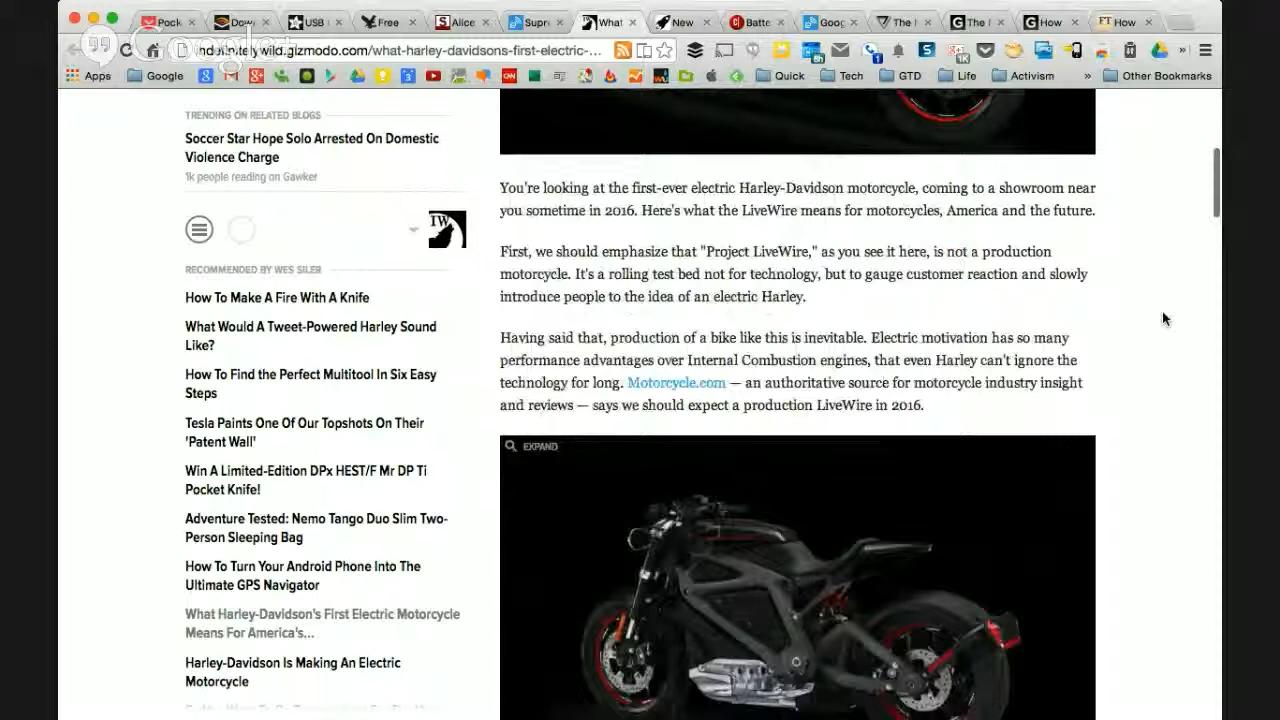 Pock
Dow
USB
Free
S Alice
Supr
What
New
Batte
Goo
The
The
How
FT How
Google+
definitelywild.gizmodo.com/what-harley-davidsons-first-electric-...
Apps
Google
CNN
Quick
Tech
GTD
Life
Activism
»
Other Bookmarks
TRENDING ON RELATED BLOGS
Soccer Star Hope Solo Arrested On Domestic
Violence Charge
1k people reading on Gawker
IW
RECOMMENDED BY WES SILER
How To Make A Fire With A Knife
What Would A Tweet-Powered Harley Sound
Like?
How To Find the Perfect Multitool In Six Easy
Steps
Tesla Paints One Of Our Topshots On Their
'Patent Wall'
Win A Limited-Edition DPx HEST/F Mr DP Ti
Pocket Knife!
Adventure Tested: Nemo Tango Duo Slim Two-
Person Sleeping Bag
How To Turn Your Android Phone Into The
Ultimate GPS Navigator
What Harley-Davidson's First Electric Motorcycle
Means For America's...
Harley-Davidson Is Making An Electric
Motorcycle
You're looking at the first-ever electric Harley-Davidson motorcycle, coming to a showroom near
you sometime in 2016. Here's what the LiveWire means for motorcycles, America and the future.
First, we should emphasize that "Project LiveWire," as you see it here, is not a production
motorcycle. It's a rolling test bed not for technology, but to gauge customer reaction and slowly
introduce people to the idea of an electric Harley.
Having said that, production of a bike like this is inevitable. Electric motivation has so many
performance advantages over Internal Combustion engines, that even Harley can't ignore the
technology for long. Motorcycle.com — an authoritative source for motorcycle industry insight
and reviews — says we should expect a production LiveWire in 2016.
EXPAND